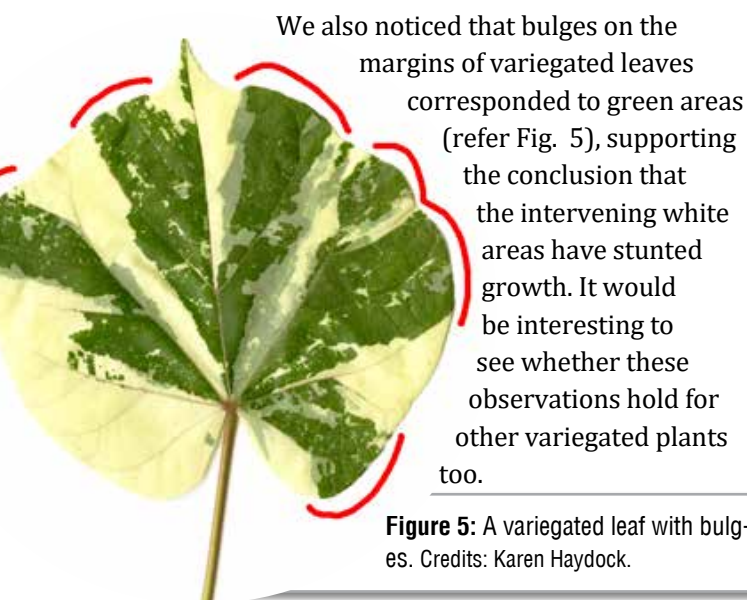 We also noticed that bulges on the
margins of variegated leaves
corresponded to green areas
(refer Fig. 5), supporting
the conclusion that
the intervening white
areas have stunted
growth. It would
be interesting to
see whether these
observations hold for
other variegated plants
too.
Figure 5: A variegated leaf with bulg-
es. Credits: Karen Haydock.